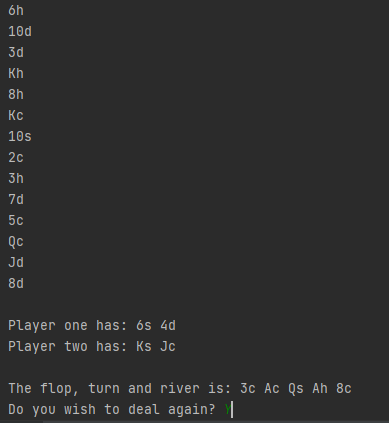 6h
10d
3d
Kh
8h
Kc
10s
2c
3h
7d
5c
Qc
Jd
8d
Player one has: 6s 4d
Player two has: Ks Jc
The flop, turn and river is: 3c Ac Qs Ah 8c
Do you wish to deal again? Y